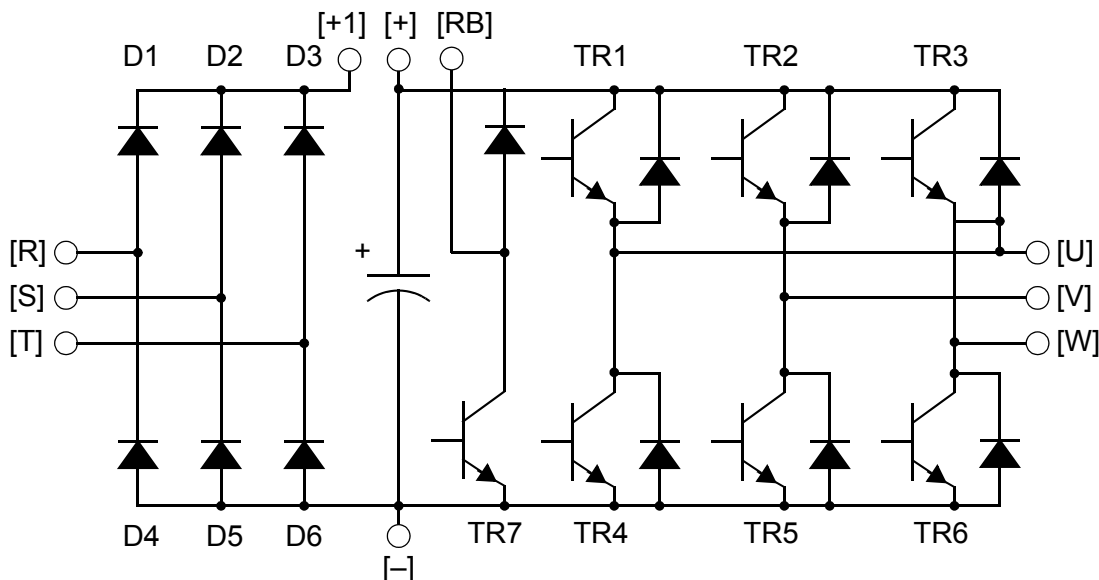 [+1] [+] [RB]
D1 D2 D3 TR1 TR2 TR3
+
[R] [U]
[S] [V]
[T] [W]
D4 D5 D6 TR7 TR4 TR5 TR6
[–]